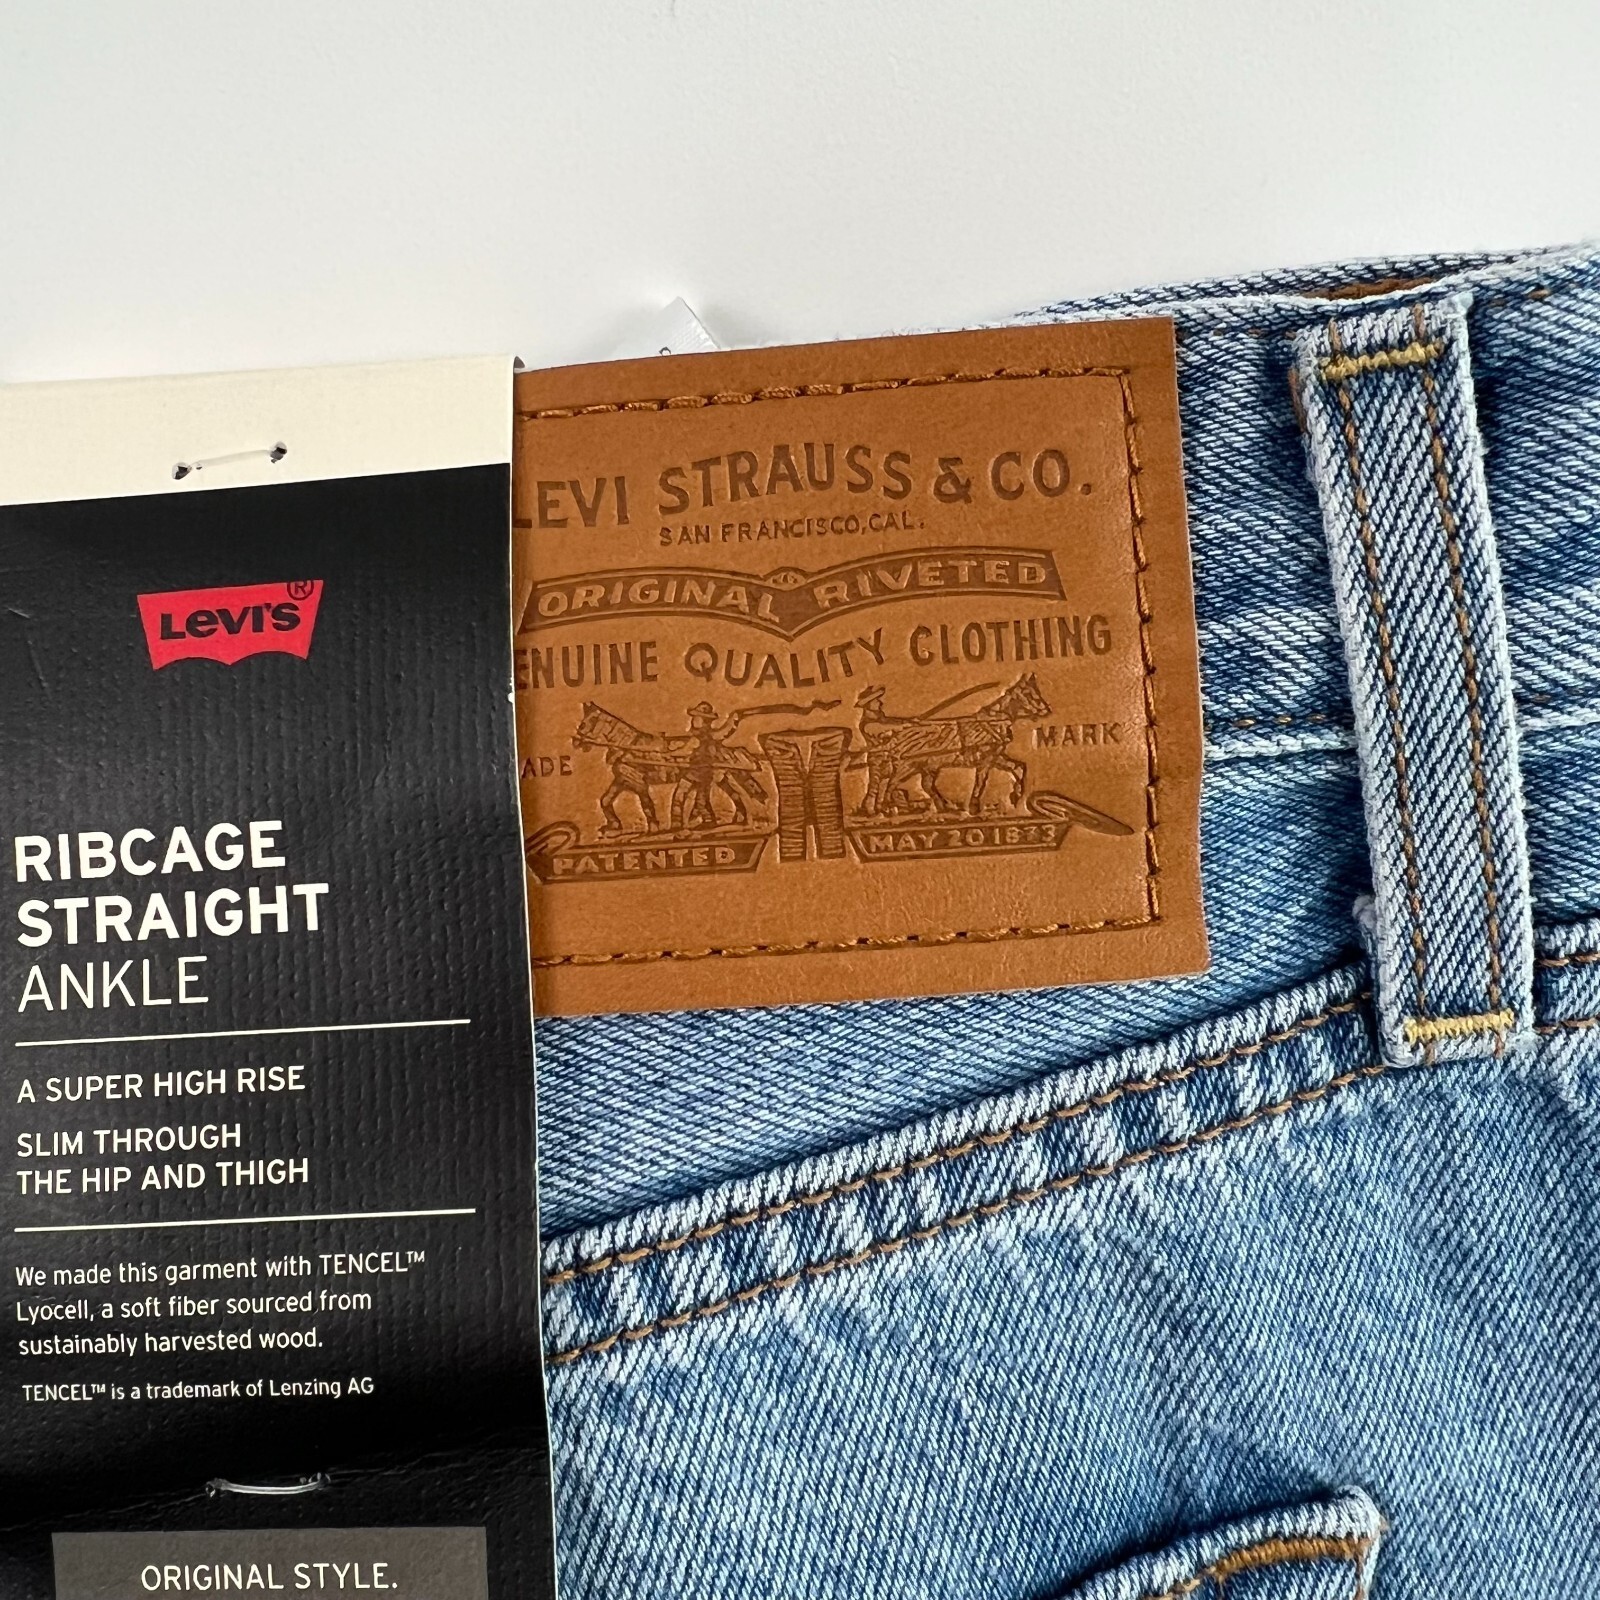 LEVI STRAUSS & CO.
SAN FRANCISCO, CAL.
ORIGINAL RIVETED
ENUINE QUALITY CLOTHING
ADE MARK
PATENTED MAY 20 1873
Levi's®
RIBCAGE
STRAIGHT
ANKLE
A SUPER HIGH RISE
SLIM THROUGH
THE HIP AND THIGH
We made this garment with TENCEL™
Lyocell, a soft fiber sourced from
sustainably harvested wood.
TENCEL™ is a trademark of Lenzing AG
ORIGINAL STYLE.